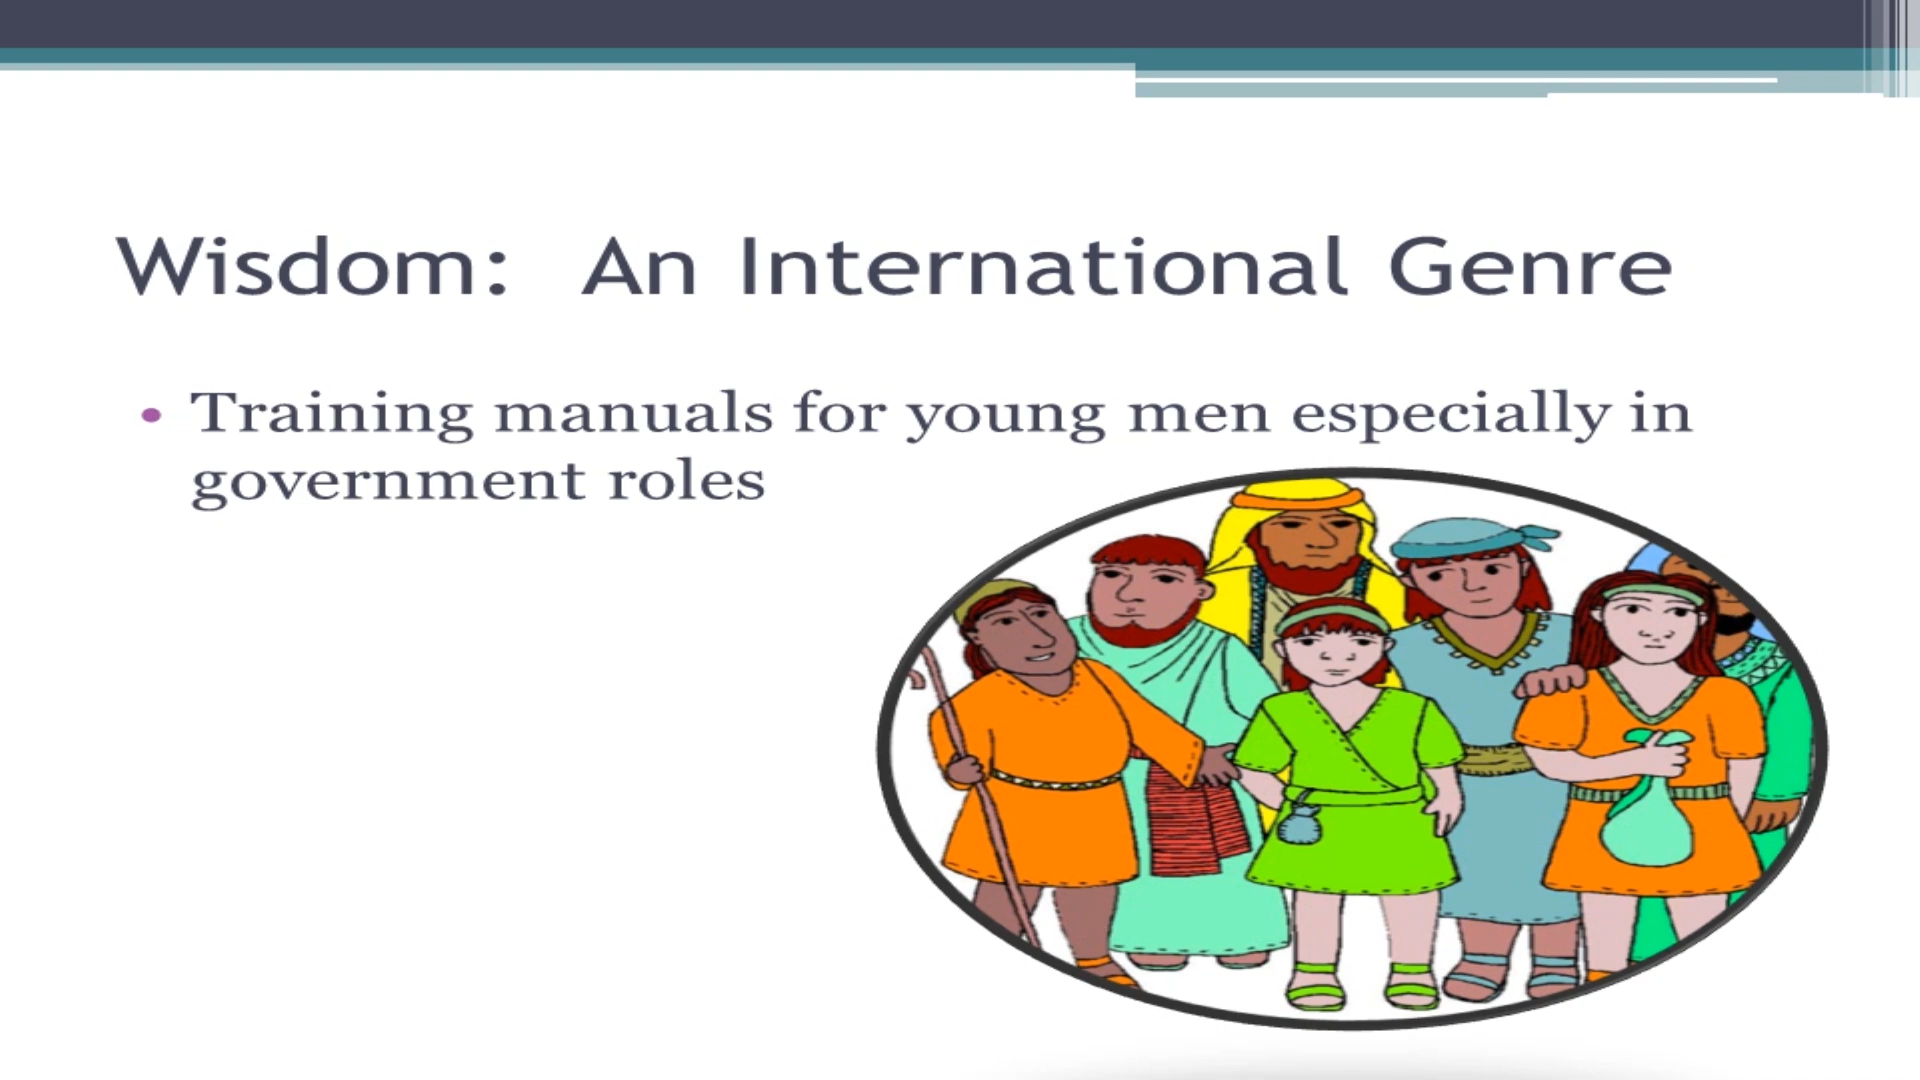 Wisdom:  An International Genre
• Training manuals for young men especially in
government roles